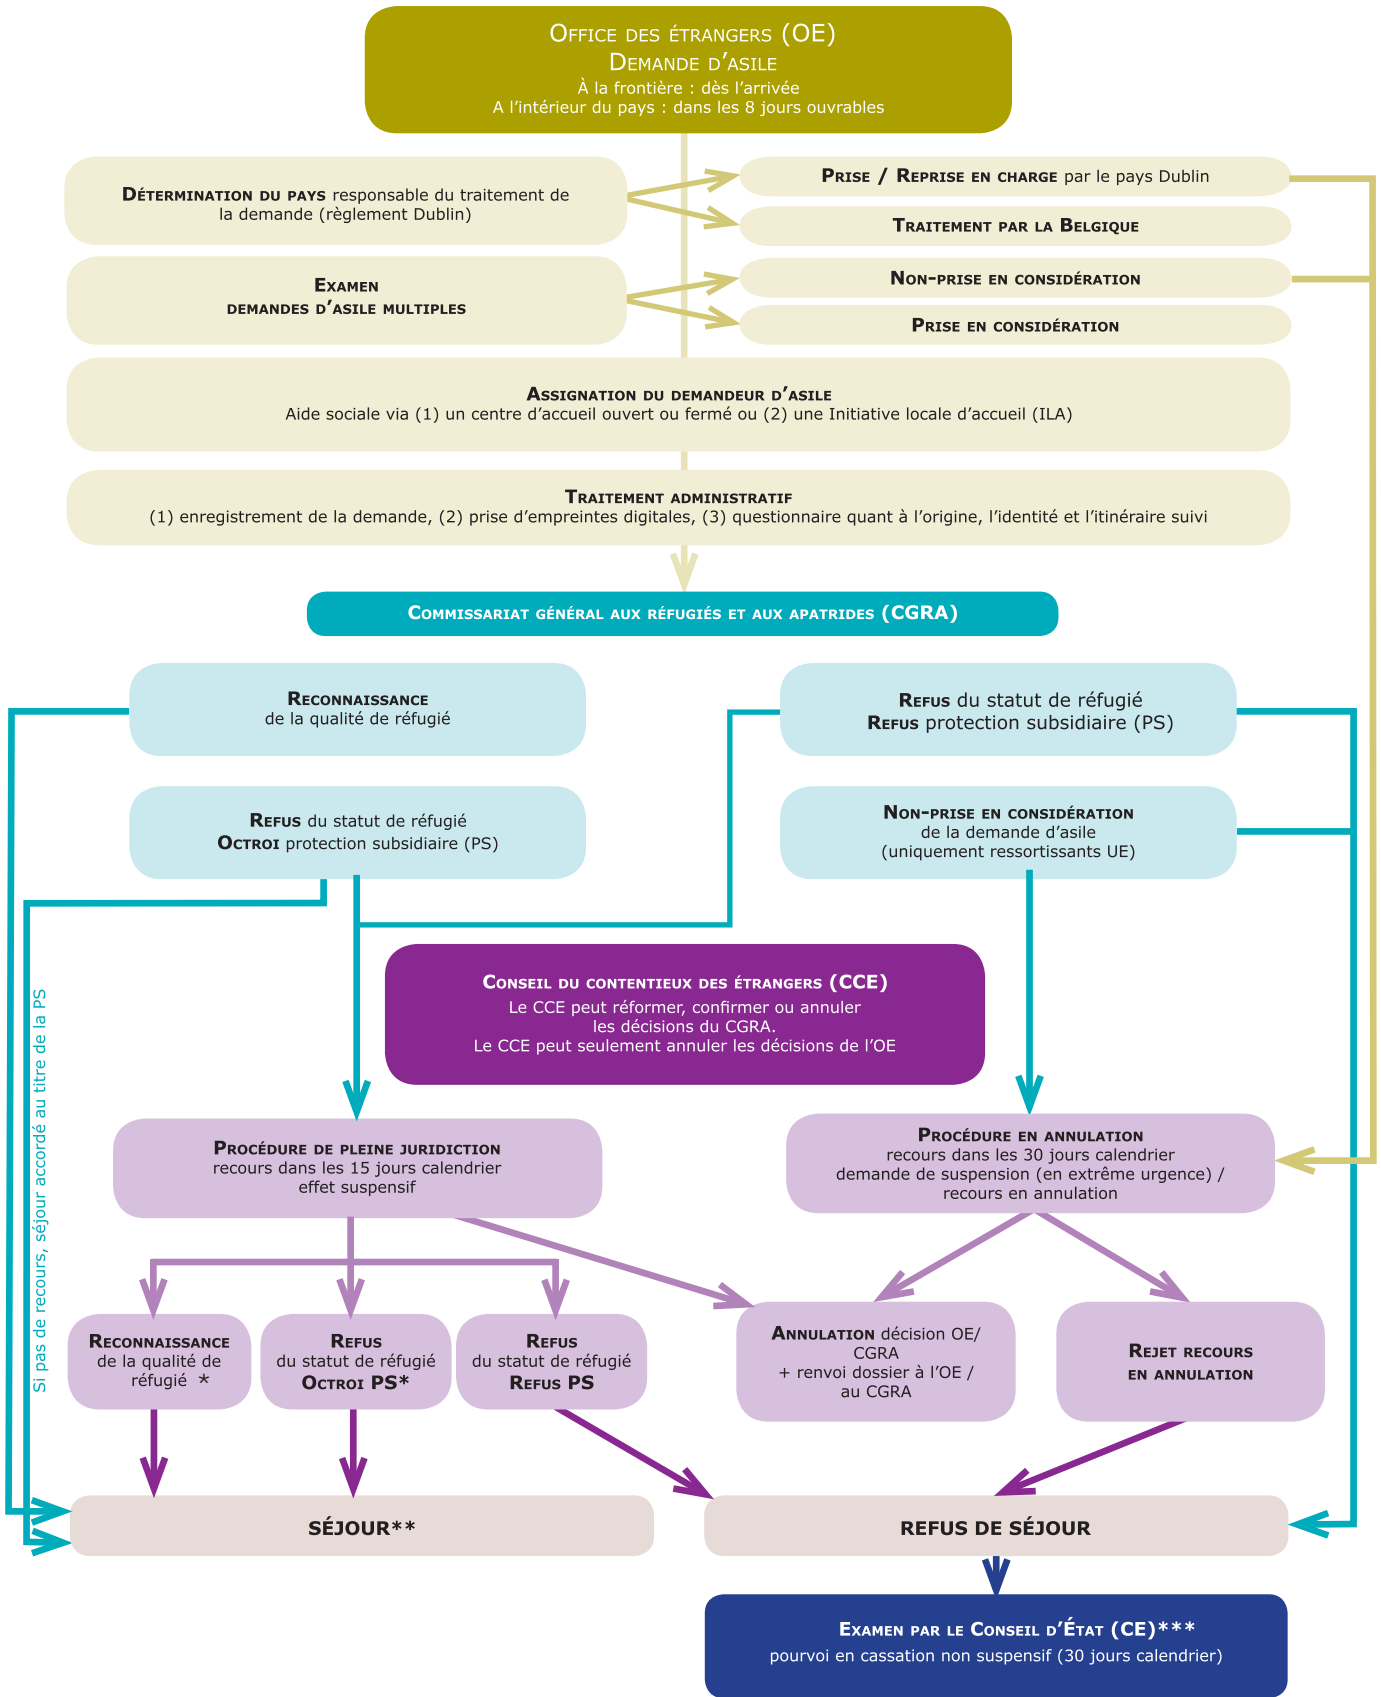 Office des étrangers (OE)
Demande d'asile
À la frontière : dès l'arrivée
A l'intérieur du pays : dans les 8 jours ouvrables
Détermination du pays responsable du traitement de
la demande (règlement Dublin)
Prise / Reprise en charge par le pays Dublin
Traitement par la Belgique
Examen
demandes d'asile multiples
Non-prise en considération
Prise en considération
Assignation du demandeur d'asile
Aide sociale via (1) un centre d'accueil ouvert ou fermé ou (2) une Initiative locale d'accueil (ILA)
Traitement administratif
(1) enregistrement de la demande, (2) prise d'empreintes digitales, (3) questionnaire quant à l'origine, l'identité et l'itinéraire suivi
Commissariat général aux réfugiés et aux apatrides (CGRA)
Reconnaissance
de la qualité de réfugié
Refus du statut de réfugié
Refus protection subsidiaire (PS)
Refus du statut de réfugié
Octroi protection subsidiaire (PS)
Non-prise en considération
de la demande d'asile
(uniquement ressortissants UE)
Conseil du contentieux des étrangers (CCE)
Le CCE peut réformer, confirmer ou annuler
les décisions du CGRA.
Le CCE peut seulement annuler les décisions de l'OE
Si pas de recours, séjour accordé au titre de la PS
Procédure de pleine juridiction
recours dans les 15 jours calendrier
effet suspensif
Procédure en annulation
recours dans les 30 jours calendrier
demande de suspension (en extrême urgence) /
recours en annulation
Reconnaissance
de la qualité de
réfugié *
Refus
du statut de réfugié
Octroi PS*
Refus
du statut de réfugié
Refus PS
Annulation décision OE/
CGRA
+ renvoi dossier à l'OE /
au CGRA
Rejet recours
en annulation
SÉJOUR**
REFUS DE SÉJOUR
Examen par le Conseil d'État (CE)***
pourvoi en cassation non suspensif (30 jours calendrier)